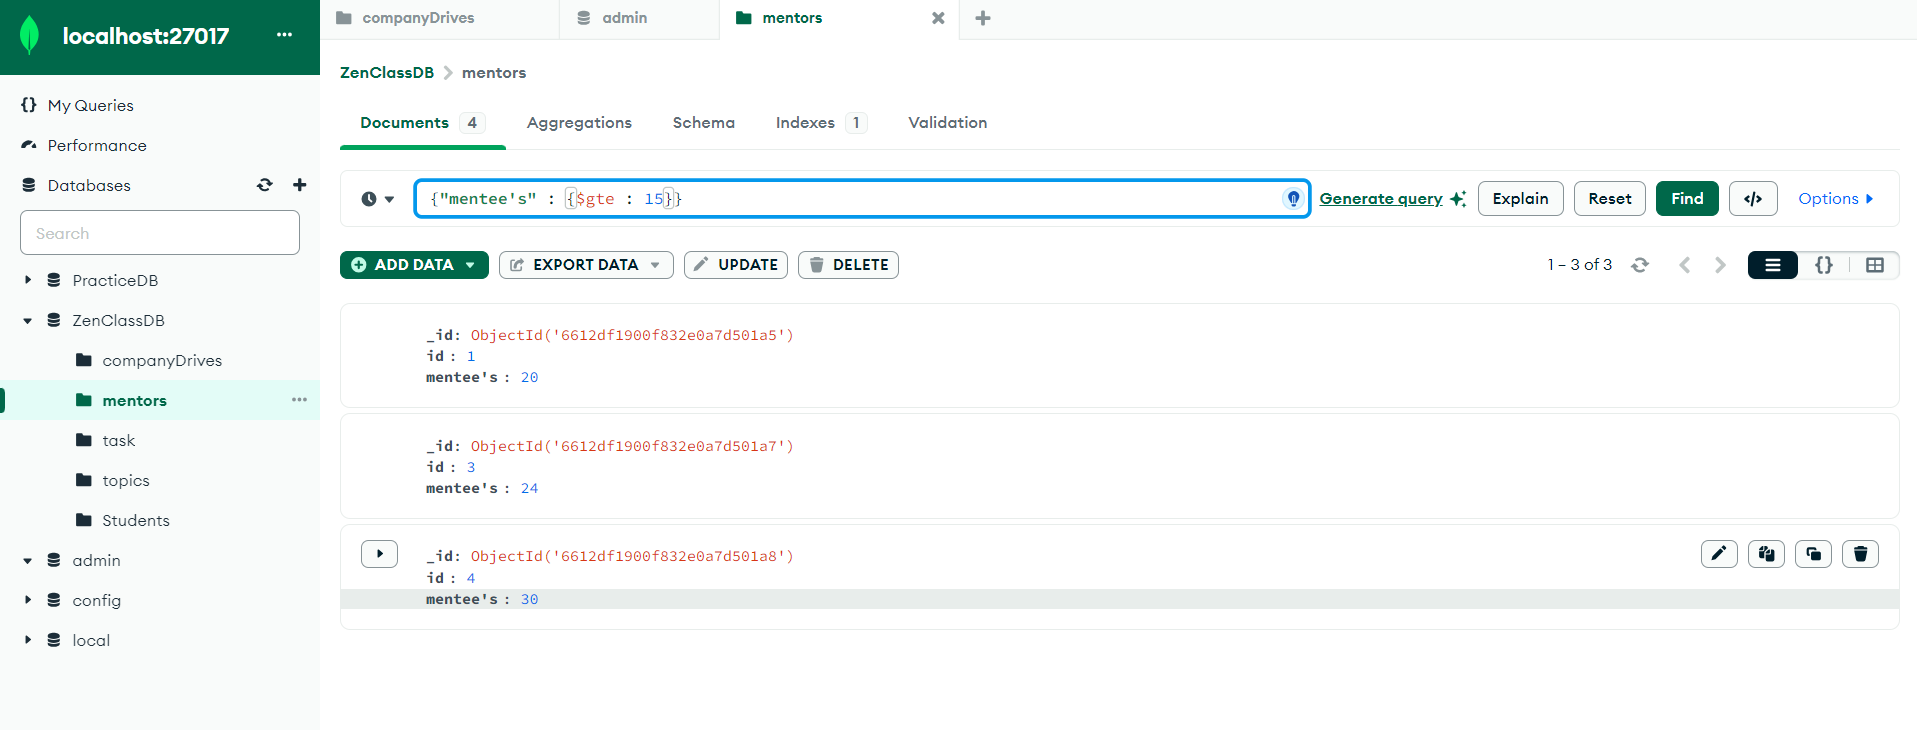 localhost:27017
My Queries
Performance
Databases
Search
PracticeDB
ZenClassDB
companyDrives
mentors
task
topics
Students
admin
config
local
companyDrives admin mentors
ZenClassDB > mentors
Documents 4 Aggregations Schema Indexes 1 Validation
{"mentee's" : {$gte : 15}} Generate query Explain Reset Find </> Options
ADD DATA EXPORT DATA UPDATE DELETE 1 – 3 of 3 {}
_id: ObjectId('6612df1900f832e0a7d501a5')
id : 1
mentee's : 20
_id: ObjectId('6612df1900f832e0a7d501a7')
id : 3
mentee's : 24
_id: ObjectId('6612df1900f832e0a7d501a8')
id : 4
mentee's : 30